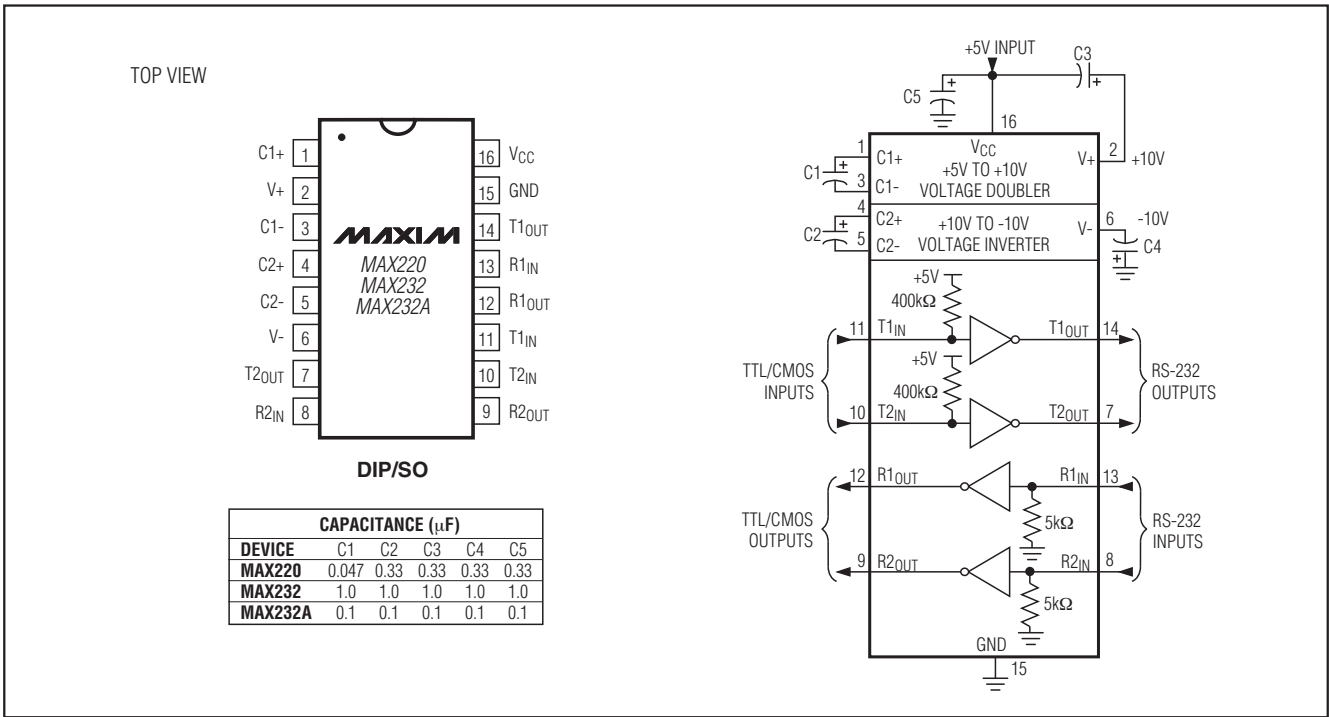 TOP VIEW
C1+ 1
V+ 2
C1- 3
C2+ 4
C2- 5
V- 6
T2OUT 7
R2IN 8
16 VCC
15 GND
14 T1OUT
13 R1IN
12 R1OUT
11 T1IN
10 T2IN
9 R2OUT
MAXIM
MAX220
MAX232
MAX232A
DIP/SO
CAPACITANCE (µF)
DEVICE C1 C2 C3 C4 C5
MAX220 0.047 0.33 0.33 0.33 0.33
MAX232 1.0 1.0 1.0 1.0 1.0
MAX232A 0.1 0.1 0.1 0.1 0.1
+5V INPUT
C3
+
+
C5
16
1
VCC
2
C1+
V+
+10V
C1
+
+5V TO +10V
3
C1-
VOLTAGE DOUBLER
4
C2+
6
-10V
C2
+
+10V TO -10V
V-
5
C2-
VOLTAGE INVERTER
+
C4
+5V
400kΩ
11
T1IN
T1OUT
14
+5V
TTL/CMOS
INPUTS
400kΩ
RS-232
OUTPUTS
10
T2IN
T2OUT
7
12
R1OUT
R1IN
13
TTL/CMOS
OUTPUTS
5kΩ
RS-232
INPUTS
9
R2OUT
R2IN
8
5kΩ
GND
15